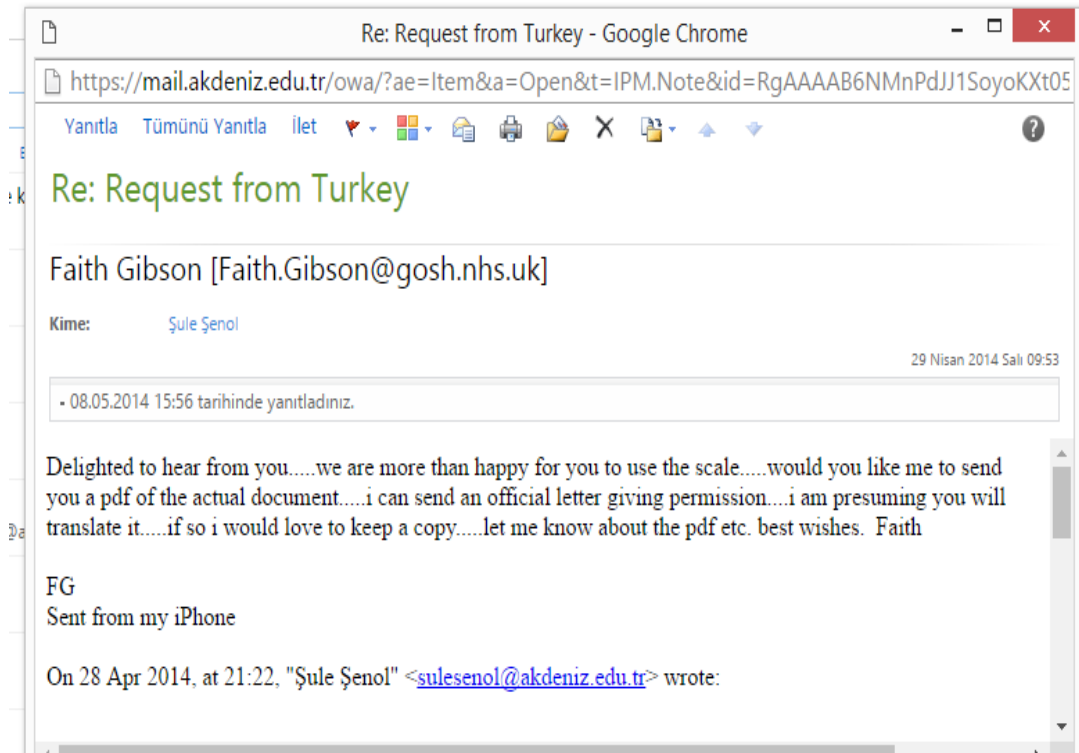 Re: Request from Turkey - Google Chrome
https://mail.akdeniz.edu.tr/owa/?ae=Item&a=Open&t=IPM.Note&id=RgAAAAB6NMnPdJJ1SoyoKXt05
Yanıtla Tümünü Yanıtla İlet
Re: Request from Turkey
Faith Gibson [Faith.Gibson@gosh.nhs.uk]
Kime: Şule Şenol
29 Nisan 2014 Salı 09:53
▪ 08.05.2014 15:56 tarihinde yanıtladınız.
Delighted to hear from you.....we are more than happy for you to use the scale.....would you like me to send
you a pdf of the actual document.....i can send an official letter giving permission....i am presuming you will
translate it.....if so i would love to keep a copy.....let me know about the pdf etc. best wishes.  Faith
FG
Sent from my iPhone
On 28 Apr 2014, at 21:22, "Şule Şenol" <sulesenol@akdeniz.edu.tr> wrote: